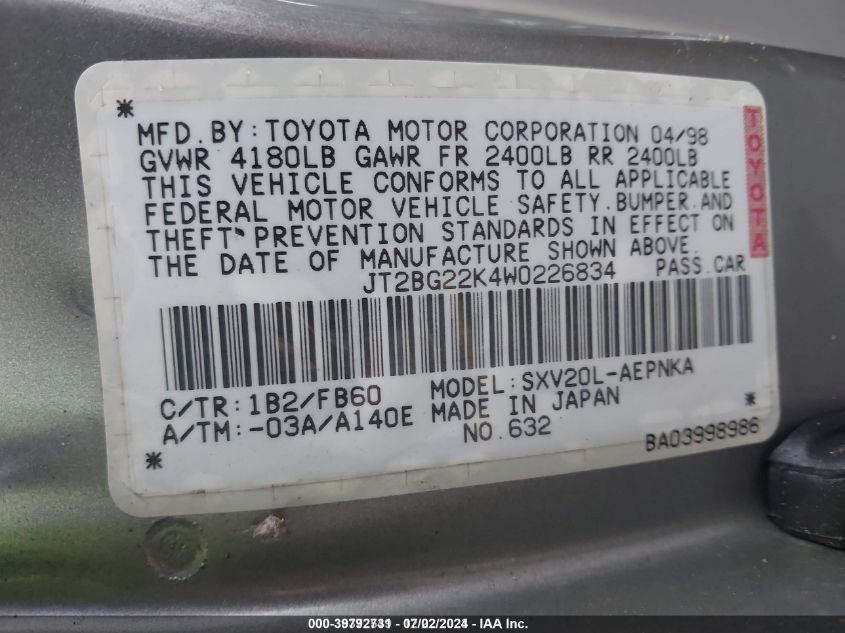 * MFD.BY:TOYOTA MOTOR CORPORATION 04/98
GVWR 4180LB GAWR FR 2400LB RR 2400LB
THIS VEHICLE CONFORMS TO ALL APPLICABLE
FEDERAL MOTOR VEHICLE SAFETY,BUMPER,AND
THEFT PREVENTION STANDARDS IN EFFECT ON
THE DATE OF MANUFACTURE SHOWN ABOVE.
JT2BG22K4W0226834 PASS.CAR
TOYOTA
C/TR:1B2/FB60 MODEL:SXV20L-AEPNKA *
A/TM:-03A/A140E MADE IN JAPAN
* NO.632 BA03998986
000-39792731 - 07/02/2024 - IAA Inc.